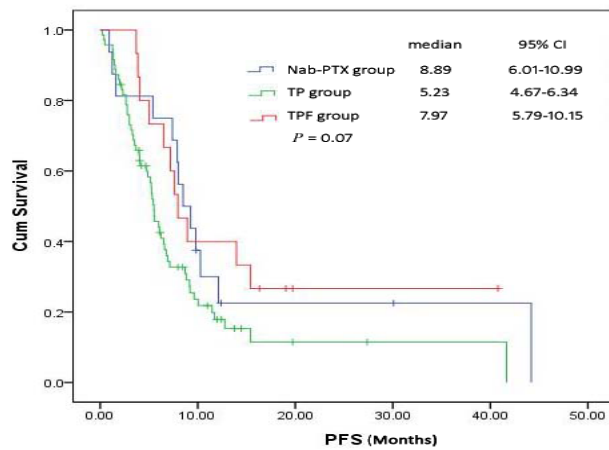 median 95% CI
Nab-PTX group 8.89 6.01-10.99
TP group 5.23 4.67-6.34
TPF group 7.97 5.79-10.15
P = 0.07
Cum Survival
1.0
0.8
0.6
0.4
0.2
0.0
0.00 10.00 20.00 30.00 40.00 50.00
PFS (Months)